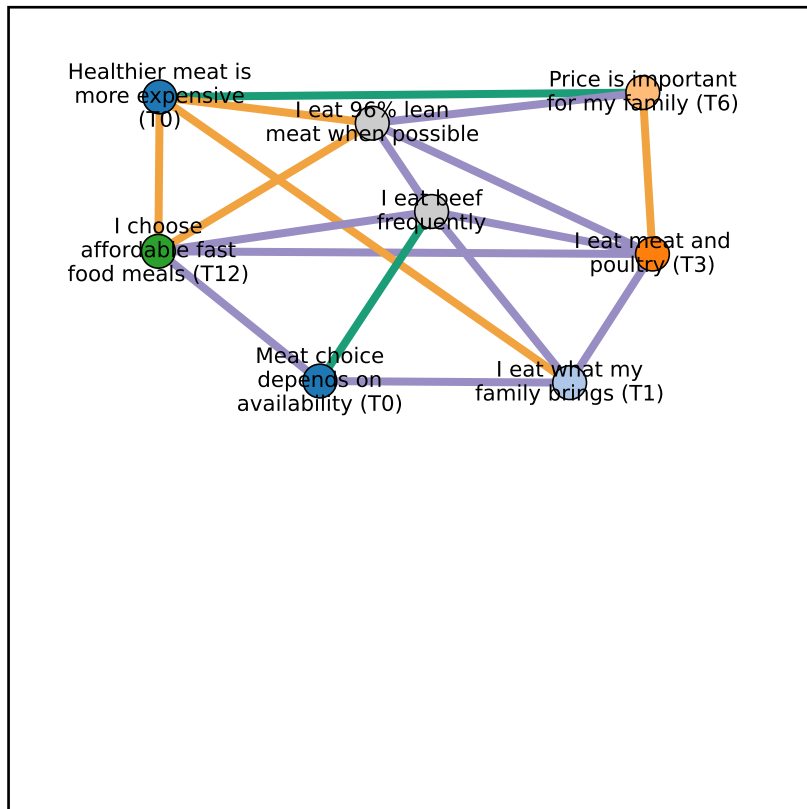 Healthier meat is
more expensive
(T0)
Price is important
for my family (T6)
I eat 96% lean
meat when possible
I eat beef
frequently
I choose
affordable fast
food meals (T12)
I eat meat and
poultry (T3)
Meat choice
depends on
availability (T0)
I eat what my
family brings (T1)